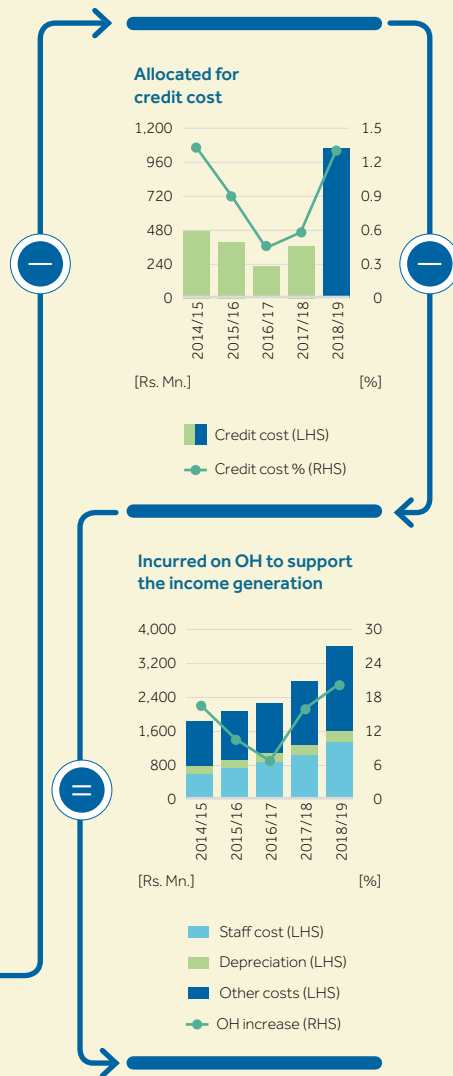 Allocated for
credit cost
1,200 1.5
960 1.2
720 0.9
480 0.6
240 0.3
0 0
2014/15 2015/16 2016/17 2017/18 2018/19
[Rs. Mn.] [%]
Credit cost (LHS)
Credit cost % (RHS)
Incurred on OH to support
the income generation
4,000 30
3,200 24
2,400 18
1,600 12
800 6
0 0
2014/15 2015/16 2016/17 2017/18 2018/19
[Rs. Mn.] [%]
Staff cost (LHS)
Depreciation (LHS)
Other costs (LHS)
OH increase (RHS)